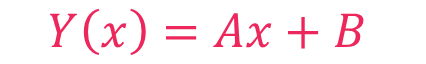 Y(x) = Ax + B